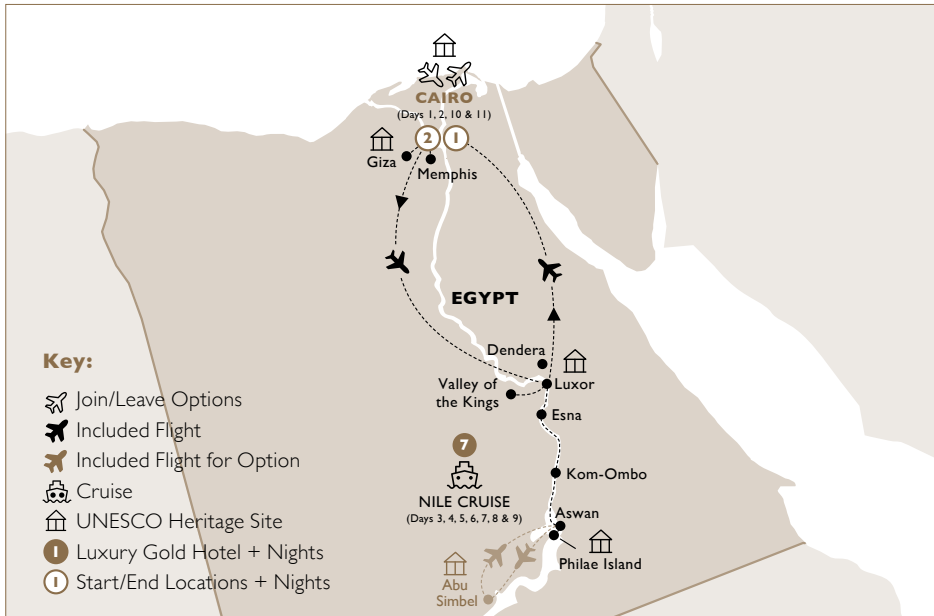 CAIRO
(Days 1, 2, 10 & 11)
2
1
Giza
Memphis
EGYPT
Dendera
Luxor
Valley of
the Kings
Esna
7
NILE CRUISE
(Days 3, 4, 5, 6, 7, 8 & 9)
Kom-Ombo
Aswan
Philae Island
Abu
Simbel
Key:
Join/Leave Options
Included Flight
Included Flight for Option
Cruise
UNESCO Heritage Site
1 Luxury Gold Hotel + Nights
1 Start/End Locations + Nights